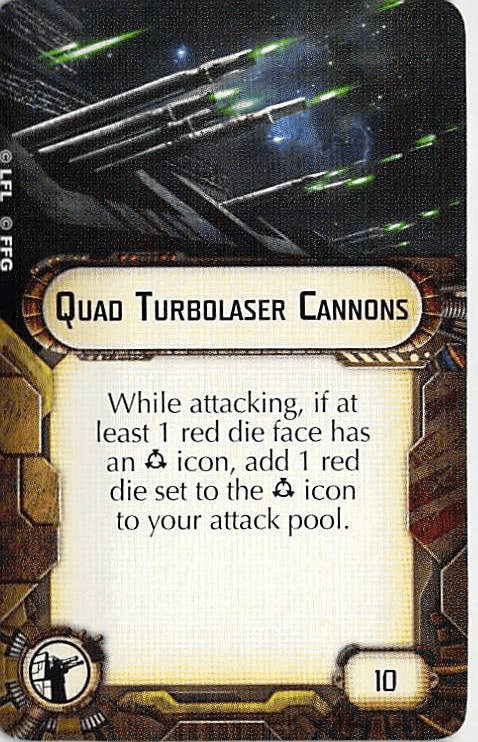 © LFL © FFG
QUAD TURBOLASER CANNONS
While attacking, if at
least 1 red die face has
an icon, add 1 red
die set to the icon
to your attack pool.
10